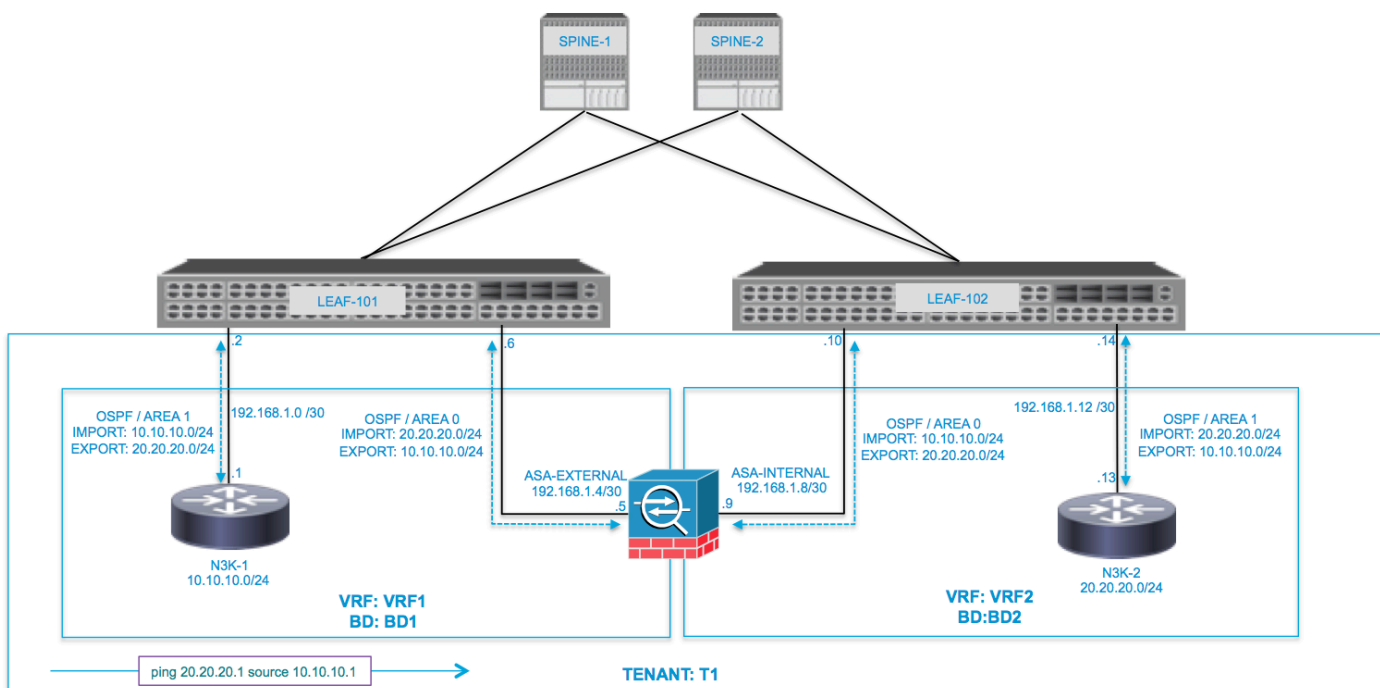 SPINE-1
SPINE-2
LEAF-101
LEAF-102
.2
.6
.10
.14
OSPF / AREA 1
IMPORT: 10.10.10.0/24
EXPORT: 20.20.20.0/24
192.168.1.0 /30
OSPF / AREA 0
IMPORT: 20.20.20.0/24
EXPORT: 10.10.10.0/24
OSPF / AREA 0
IMPORT: 10.10.10.0/24
EXPORT: 20.20.20.0/24
192.168.1.12 /30
OSPF / AREA 1
IMPORT: 20.20.20.0/24
EXPORT: 10.10.10.0/24
.1
ASA-EXTERNAL
192.168.1.4/30
.5
ASA-INTERNAL
192.168.1.8/30
.9
.13
N3K-1
10.10.10.0/24
N3K-2
20.20.20.0/24
VRF: VRF1
BD: BD1
VRF: VRF2
BD:BD2
ping 20.20.20.1 source 10.10.10.1
TENANT: T1